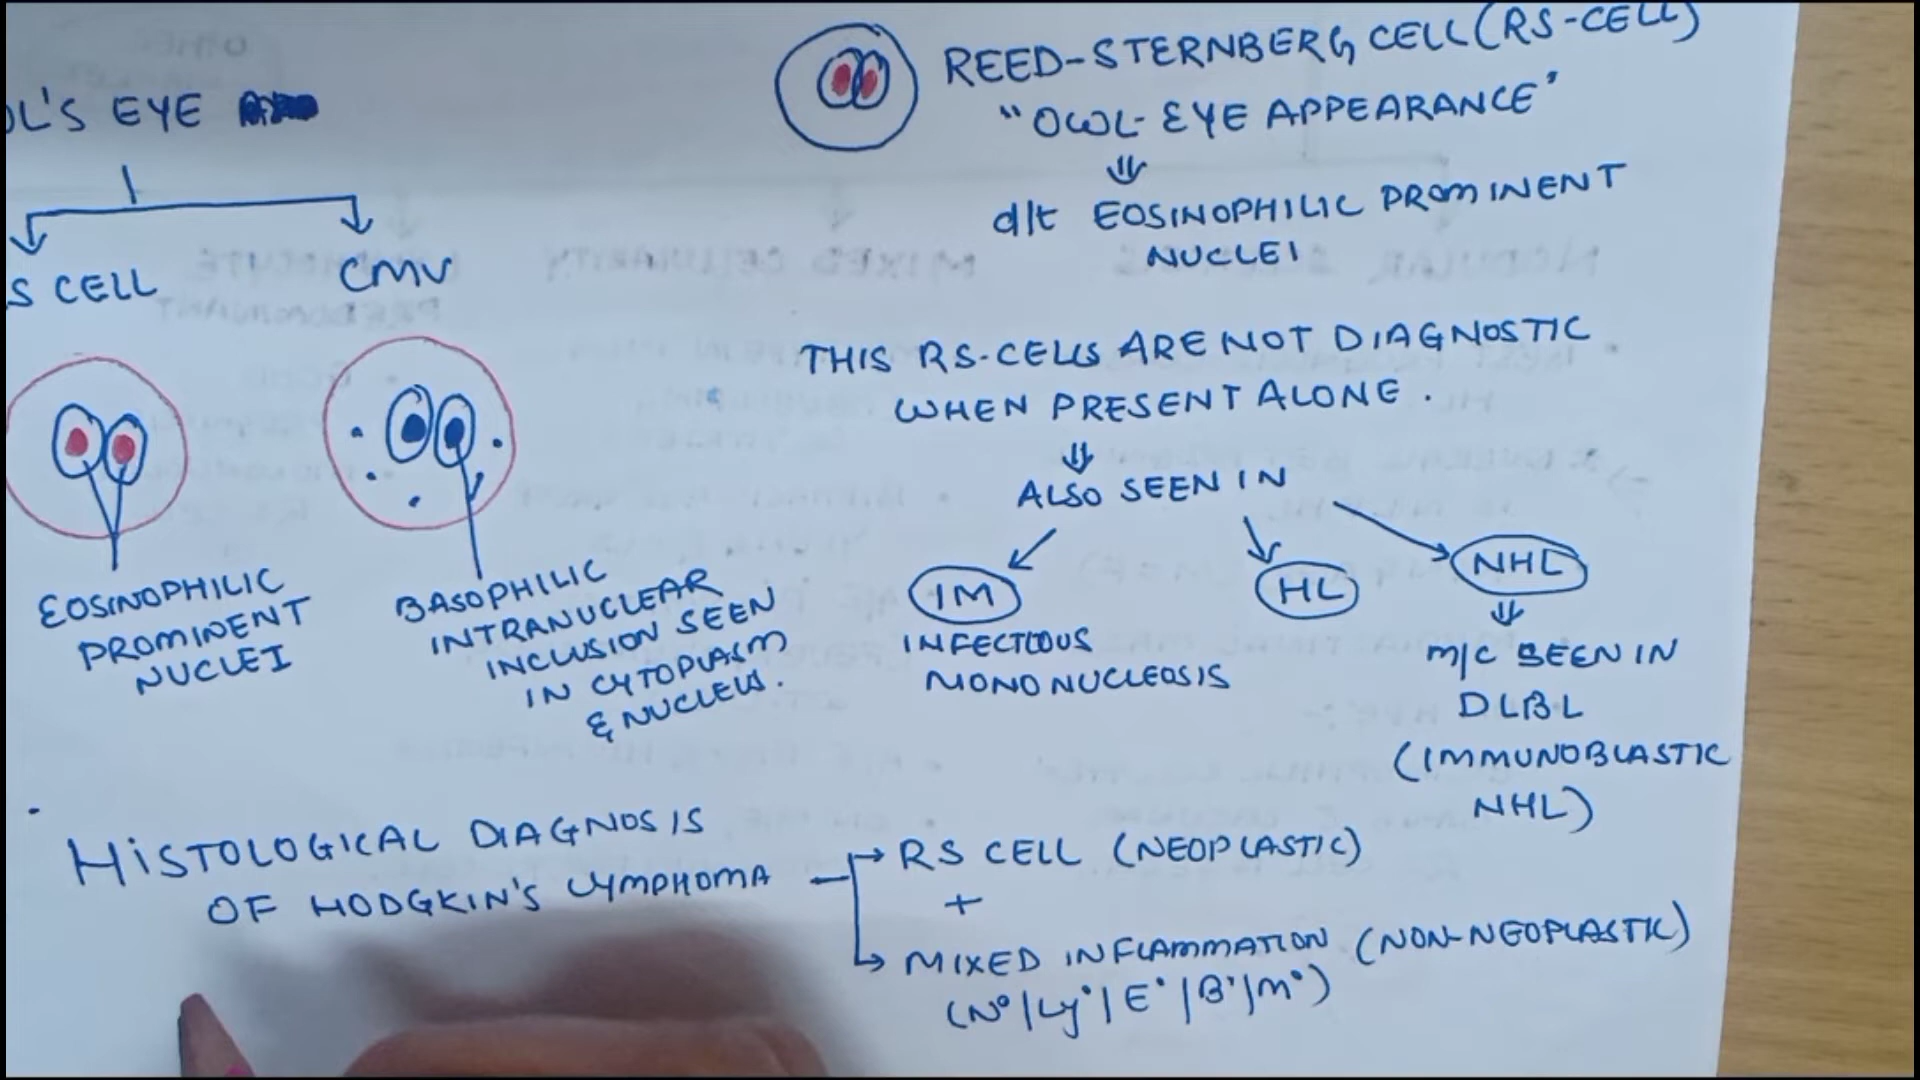 OL'S EYE
S CELL
CMV
EOSINOPHILIC
PROMINENT
NUCLEI
BASOPHILIC
INTRANUCLEAR
INCLUSION SEEN
IN CYTOPLASM
& NUCLEUS.
REED-STERNBERG CELL (RS-CELL)
"OWL-EYE APPEARANCE"
d/t EOSINOPHILIC PROMINENT
NUCLEI
THIS RS-CELLS ARE NOT DIAGNOSTIC
WHEN PRESENT ALONE.
ALSO SEEN IN
IM
HL
NHL
INFECTIOUS
MONONUCLEOSIS
m/c SEEN IN
DLBL
(IMMUNOBLASTIC
NHL)
HISTOLOGICAL DIAGNOSIS
OF HODGKIN'S LYMPHOMA
RS CELL (NEOPLASTIC)
+
MIXED INFLAMMATION (NON-NEOPLASTIC)
(N°/Ly°/E°/B°/m°)